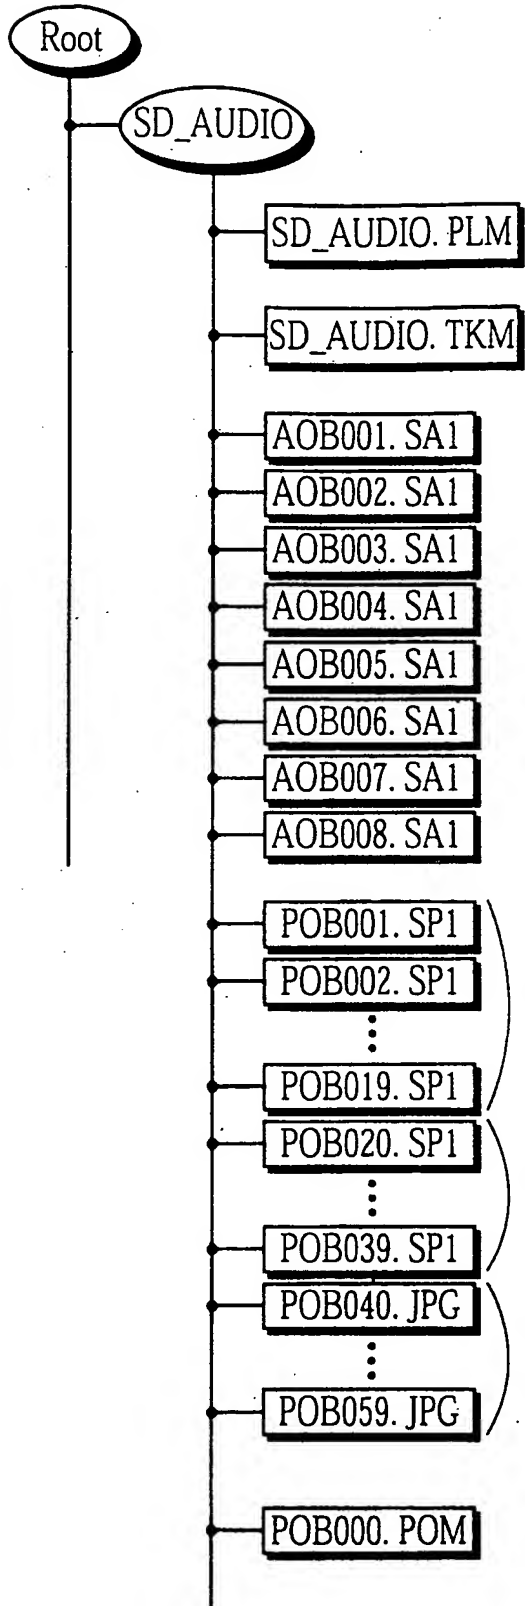 Root
SD_AUDIO
SD_AUDIO. PLM
SD_AUDIO. TKM
AOB001. SA1
AOB002. SA1
AOB003. SA1
AOB004. SA1
AOB005. SA1
AOB006. SA1
AOB007. SA1
AOB008. SA1
POB001. SP1
POB002. SP1
POB019. SP1
POB020. SP1
POB039. SP1
POB040. JPG
POB059. JPG
POB000. POM